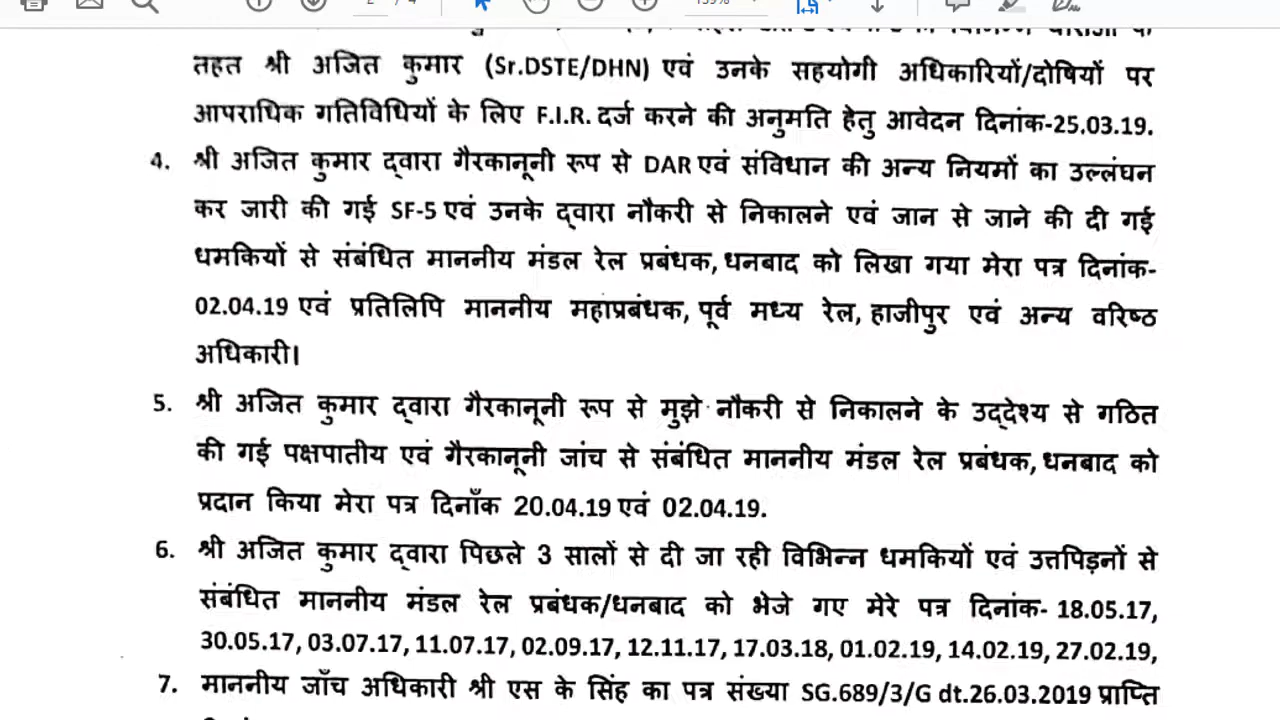 तहत श्री अजित कुमार (Sr.DSTE/DHN) एवं उनके सहयोगी अधिकारियों/दोषियों पर
आपराधिक गतिविधियों के लिए F.I.R. दर्ज करने की अनुमति हेतु आवेदन दिनांक-25.03.19.
4. श्री अजित कुमार द्वारा गैरकानूनी रूप से DAR एवं संविधान की अन्य नियमों का उल्लंघन
कर जारी की गई SF-5 एवं उनके द्वारा नौकरी से निकालने एवं जान से जाने की दी गई
धमकियों से संबंधित माननीय मंडल रेल प्रबंधक, धनबाद को लिखा गया मेरा पत्र दिनांक-
02.04.19 एवं प्रतिलिपि माननीय महाप्रबंधक, पूर्व मध्य रेल, हाजीपुर एवं अन्य वरिष्ठ
अधिकारी।
5. श्री अजित कुमार द्वारा गैरकानूनी रूप से मुझे नौकरी से निकालने के उद्देश्य से गठित
की गई पक्षपातीय एवं गैरकानूनी जांच से संबंधित माननीय मंडल रेल प्रबंधक, धनबाद को
प्रदान किया मेरा पत्र दिनाँक 20.04.19 एवं 02.04.19.
6. श्री अजित कुमार द्वारा पिछले 3 सालों से दी जा रही विभिन्न धमकियों एवं उत्तपिड़नों से
संबंधित माननीय मंडल रेल प्रबंधक/धनबाद को भेजे गए मेरे पत्र दिनांक- 18.05.17,
30.05.17, 03.07.17, 11.07.17, 02.09.17, 12.11.17, 17.03.18, 01.02.19, 14.02.19, 27.02.19,
7. माननीय जाँच अधिकारी श्री एस के सिंह का पत्र संख्या SG.689/3/G dt.26.03.2019 प्राप्ति